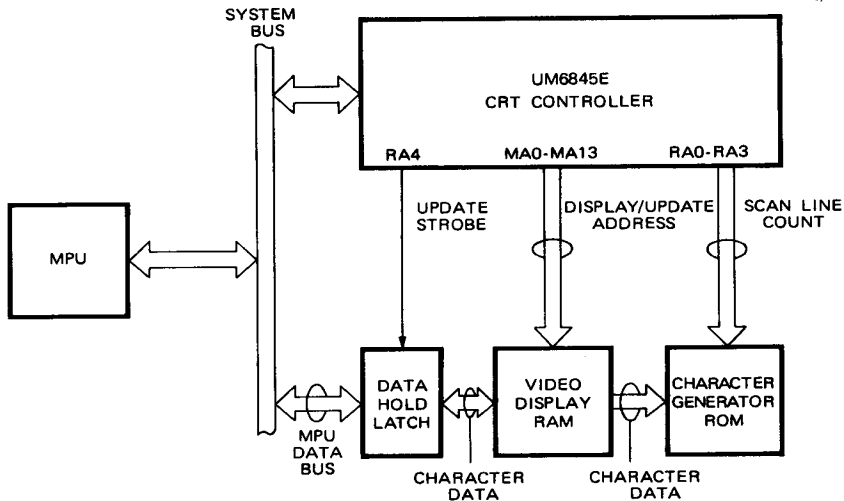 SYSTEM
BUS
UM6845E
CRT CONTROLLER
RA4
MA0-MA13
RA0-RA3
UPDATE
STROBE
DISPLAY/UPDATE
ADDRESS
SCAN LINE
COUNT
MPU
DATA
HOLD
LATCH
VIDEO
DISPLAY
RAM
CHARACTER
GENERATOR
ROM
MPU
DATA
BUS
CHARACTER
DATA
CHARACTER
DATA